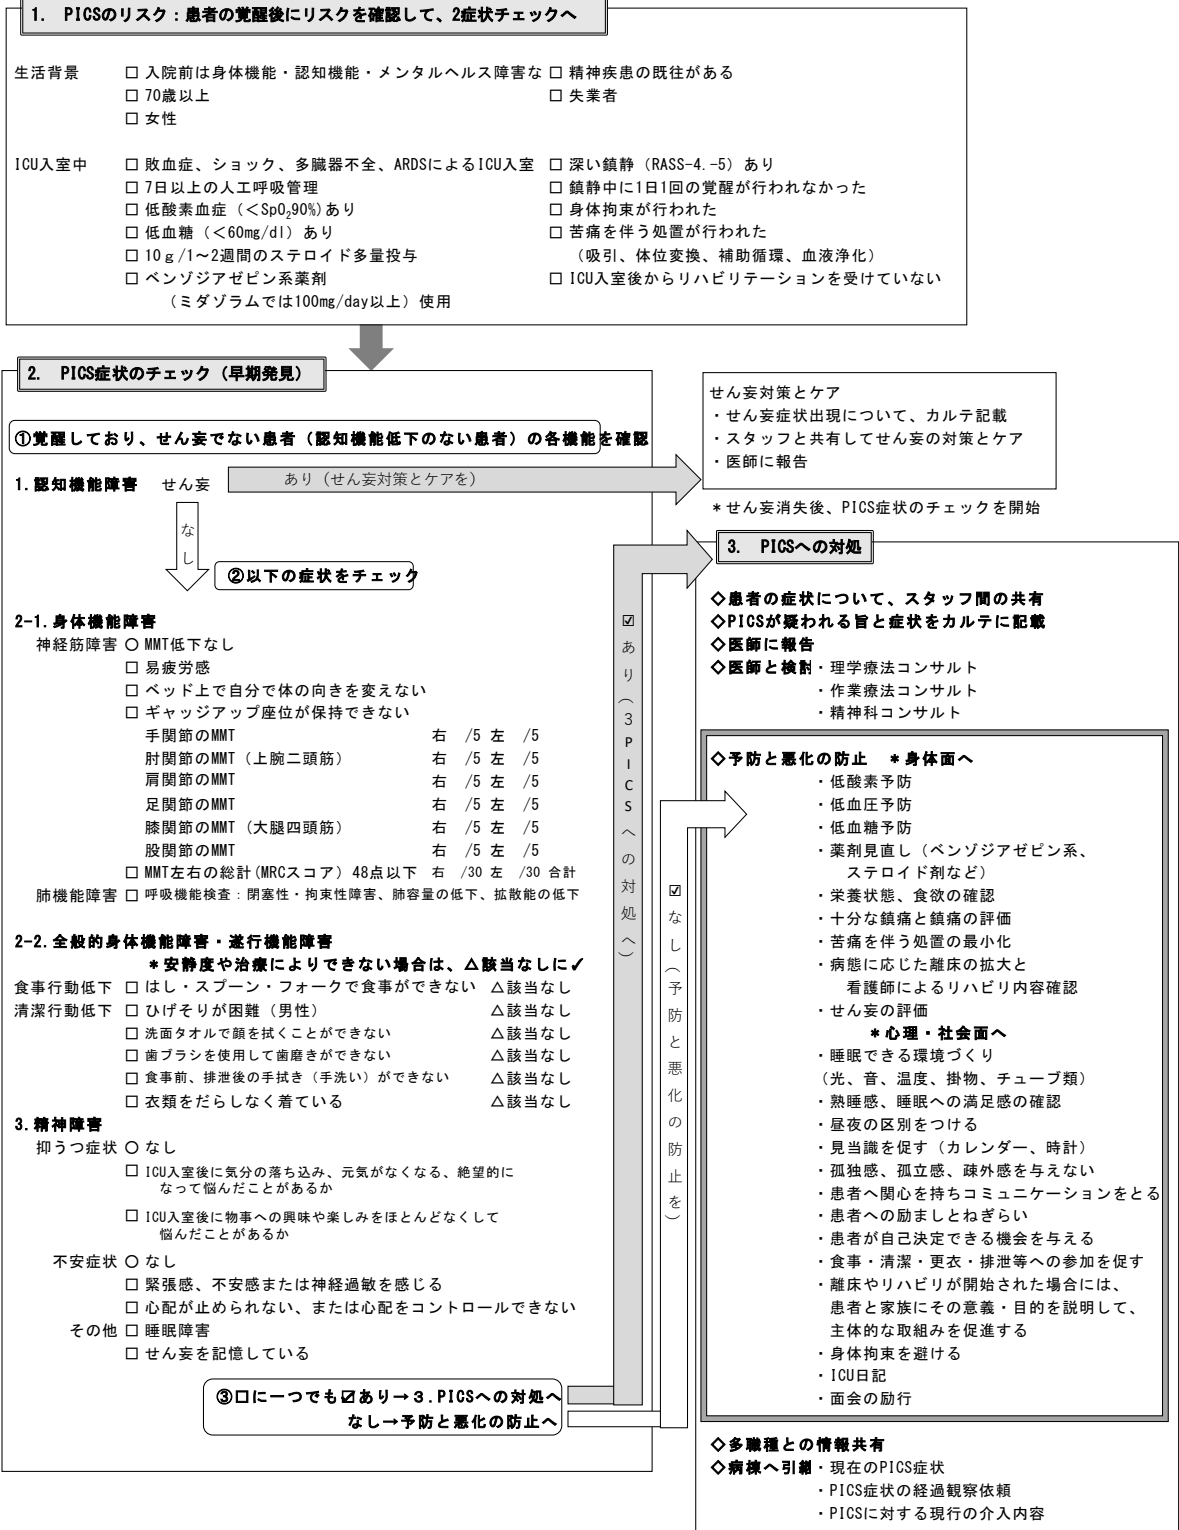 1. PICSのリスク：患者の覚醒後にリスクを確認して、2症状チェックへ
生活背景 □ 入院前は身体機能・認知機能・メンタルヘルス障害な □ 精神疾患の既往がある
□ 70歳以上 □ 失業者
□ 女性
ICU入室中 □ 敗血症、ショック、多臓器不全、ARDSによるICU入室 □ 深い鎮静（RASS-4.-5）あり
□ 7日以上の人工呼吸管理 □ 鎮静中に1日1回の覚醒が行われなかった
□ 低酸素血症（＜SpO₂90%)あり □ 身体拘束が行われた
□ 低血糖（＜60mg/dl）あり □ 苦痛を伴う処置が行われた
□ 10ｇ/1～2週間のステロイド多量投与 （吸引、体位変換、補助循環、血液浄化）
□ ベンゾジアゼピン系薬剤 □ ICU入室後からリハビリテーションを受けていない
（ミダゾラムでは100mg/day以上）使用
2. PICS症状のチェック（早期発見）
①覚醒しており、せん妄でない患者（認知機能低下のない患者）の各機能を確認
1.認知機能障害 せん妄 あり（せん妄対策とケアを）
なし
②以下の症状をチェック
2-1.身体機能障害
神経筋障害 ○ MMT低下なし
□ 易疲労感
□ ベッド上で自分で体の向きを変えない
□ ギャッジアップ座位が保持できない
手関節のMMT 右 /5 左 /5
肘関節のMMT（上腕二頭筋） 右 /5 左 /5
肩関節のMMT 右 /5 左 /5
足関節のMMT 右 /5 左 /5
膝関節のMMT（大腿四頭筋） 右 /5 左 /5
股関節のMMT 右 /5 左 /5
□ MMT左右の総計(MRCスコア) 48点以下 右 /30 左 /30 合計
肺機能障害 □ 呼吸機能検査：閉塞性・拘束性障害、肺容量の低下、拡散能の低下
2-2.全般的身体機能障害・遂行機能障害
＊安静度や治療によりできない場合は、△該当なしに✓
食事行動低下 □ はし・スプーン・フォークで食事ができない △該当なし
清潔行動低下 □ ひげそりが困難（男性） △該当なし
□ 洗面タオルで顔を拭くことができない △該当なし
□ 歯ブラシを使用して歯磨きができない △該当なし
□ 食事前、排泄後の手拭き（手洗い）ができない △該当なし
□ 衣類をだらしなく着ている △該当なし
3.精神障害
抑うつ症状 ○ なし
□ ICU入室後に気分の落ち込み、元気がなくなる、絶望的に
なって悩んだことがあるか
□ ICU入室後に物事への興味や楽しみをほとんどなくして
悩んだことがあるか
不安症状 ○ なし
□ 緊張感、不安感または神経過敏を感じる
□ 心配が止められない、または心配をコントロールできない
その他 □ 睡眠障害
□ せん妄を記憶している
③□に一つでも☑あり→３.PICSへの対処へ
なし→予防と悪化の防止へ
☑あり（3PICSへの対処へ）
☑なし（予防と悪化の防止を）
せん妄対策とケア
・せん妄症状出現について、カルテ記載
・スタッフと共有してせん妄の対策とケア
・医師に報告
＊せん妄消失後、PICS症状のチェックを開始
3. PICSへの対処
◇患者の症状について、スタッフ間の共有
◇PICSが疑われる旨と症状をカルテに記載
◇医師に報告
◇医師と検討・理学療法コンサルト
・作業療法コンサルト
・精神科コンサルト
◇予防と悪化の防止 ＊身体面へ
・低酸素予防
・低血圧予防
・低血糖予防
・薬剤見直し（ベンゾジアゼピン系、
ステロイド剤など）
・栄養状態、食欲の確認
・十分な鎮痛と鎮痛の評価
・苦痛を伴う処置の最小化
・病態に応じた離床の拡大と
看護師によるリハビリ内容確認
・せん妄の評価
＊心理・社会面へ
・睡眠できる環境づくり
（光、音、温度、掛物、チューブ類）
・熟睡感、睡眠への満足感の確認
・昼夜の区別をつける
・見当識を促す（カレンダー、時計）
・孤独感、孤立感、疎外感を与えない
・患者へ関心を持ちコミュニケーションをとる
・患者への励ましとねぎらい
・患者が自己決定できる機会を与える
・食事・清潔・更衣・排泄等への参加を促す
・離床やリハビリが開始された場合には、
患者と家族にその意義・目的を説明して、
主体的な取組みを促進する
・身体拘束を避ける
・ICU日記
・面会の励行
◇多職種との情報共有
◇病棟へ引継・現在のPICS症状
・PICS症状の経過観察依頼
・PICSに対する現行の介入内容